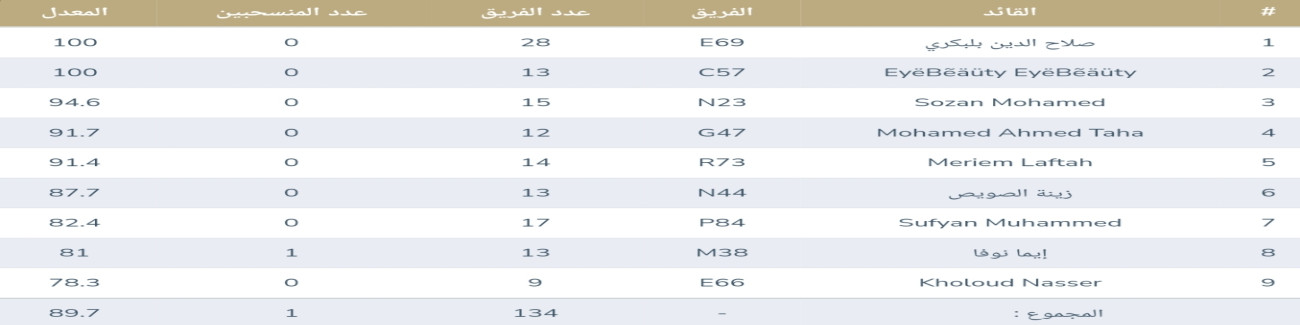 # القائد الفريق عدد الفريق عدد المنسحبين المعدل
1 صلاح الدين بلبكري E69 28 0 100
2 EyëBëäüty EyëBëäüty C57 13 0 100
3 Sozan Mohamed N23 15 0 94.6
4 Mohamed Ahmed Taha G47 12 0 91.7
5 Meriem Laftah R73 14 0 91.4
6 زينة الصويص N44 13 0 87.7
7 Sufyan Muhammed P84 17 0 82.4
8 إيما نوفا M38 13 1 81
9 Kholoud Nasser E66 9 0 78.3
المجموع : - 134 1 89.7